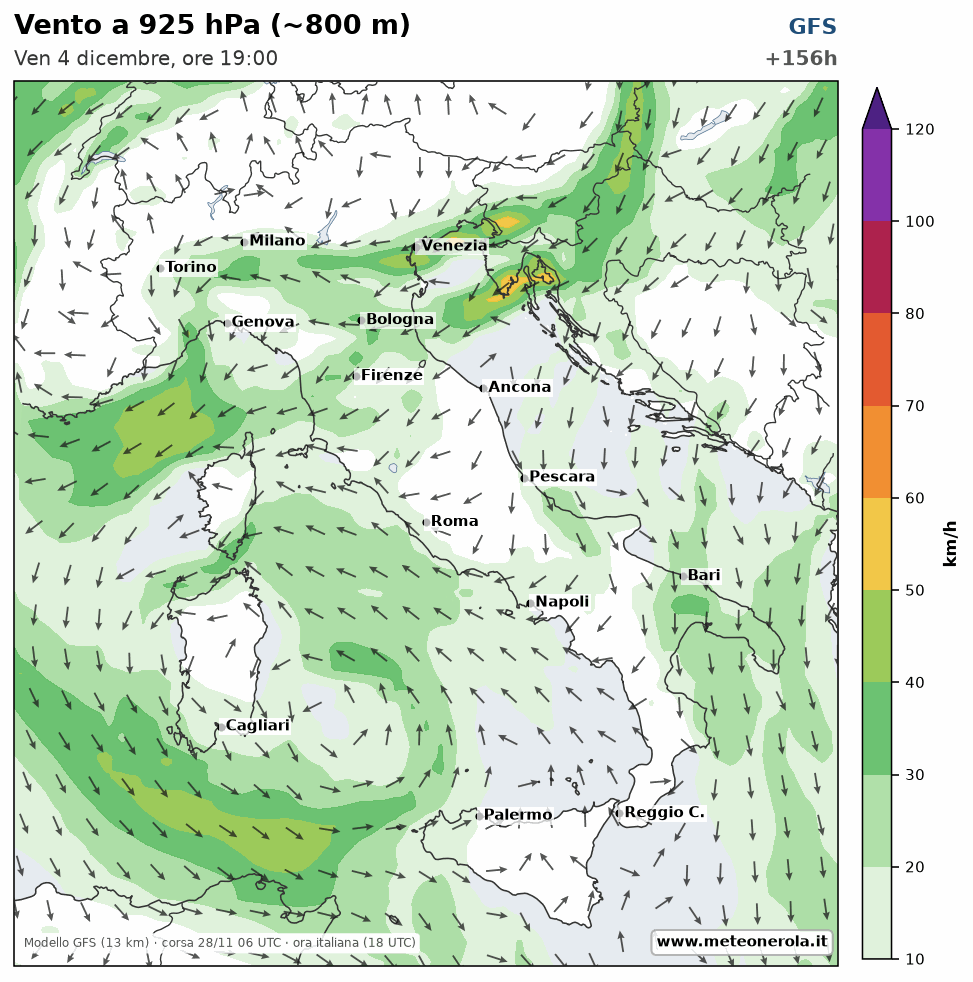 Vento a 925 hPa (~800 m)
GFS
Ven 4 dicembre, ore 19:00
+156h
120
100
80
70
60
50
40
30
20
10
km/h
Milano
Venezia
Torino
Genova
Bologna
Firenze
Ancona
Pescara
Roma
Bari
Napoli
Cagliari
Palermo
Reggio C.
Modello GFS (13 km) · corsa 28/11 06 UTC · ora italiana (18 UTC)
www.meteonerola.it